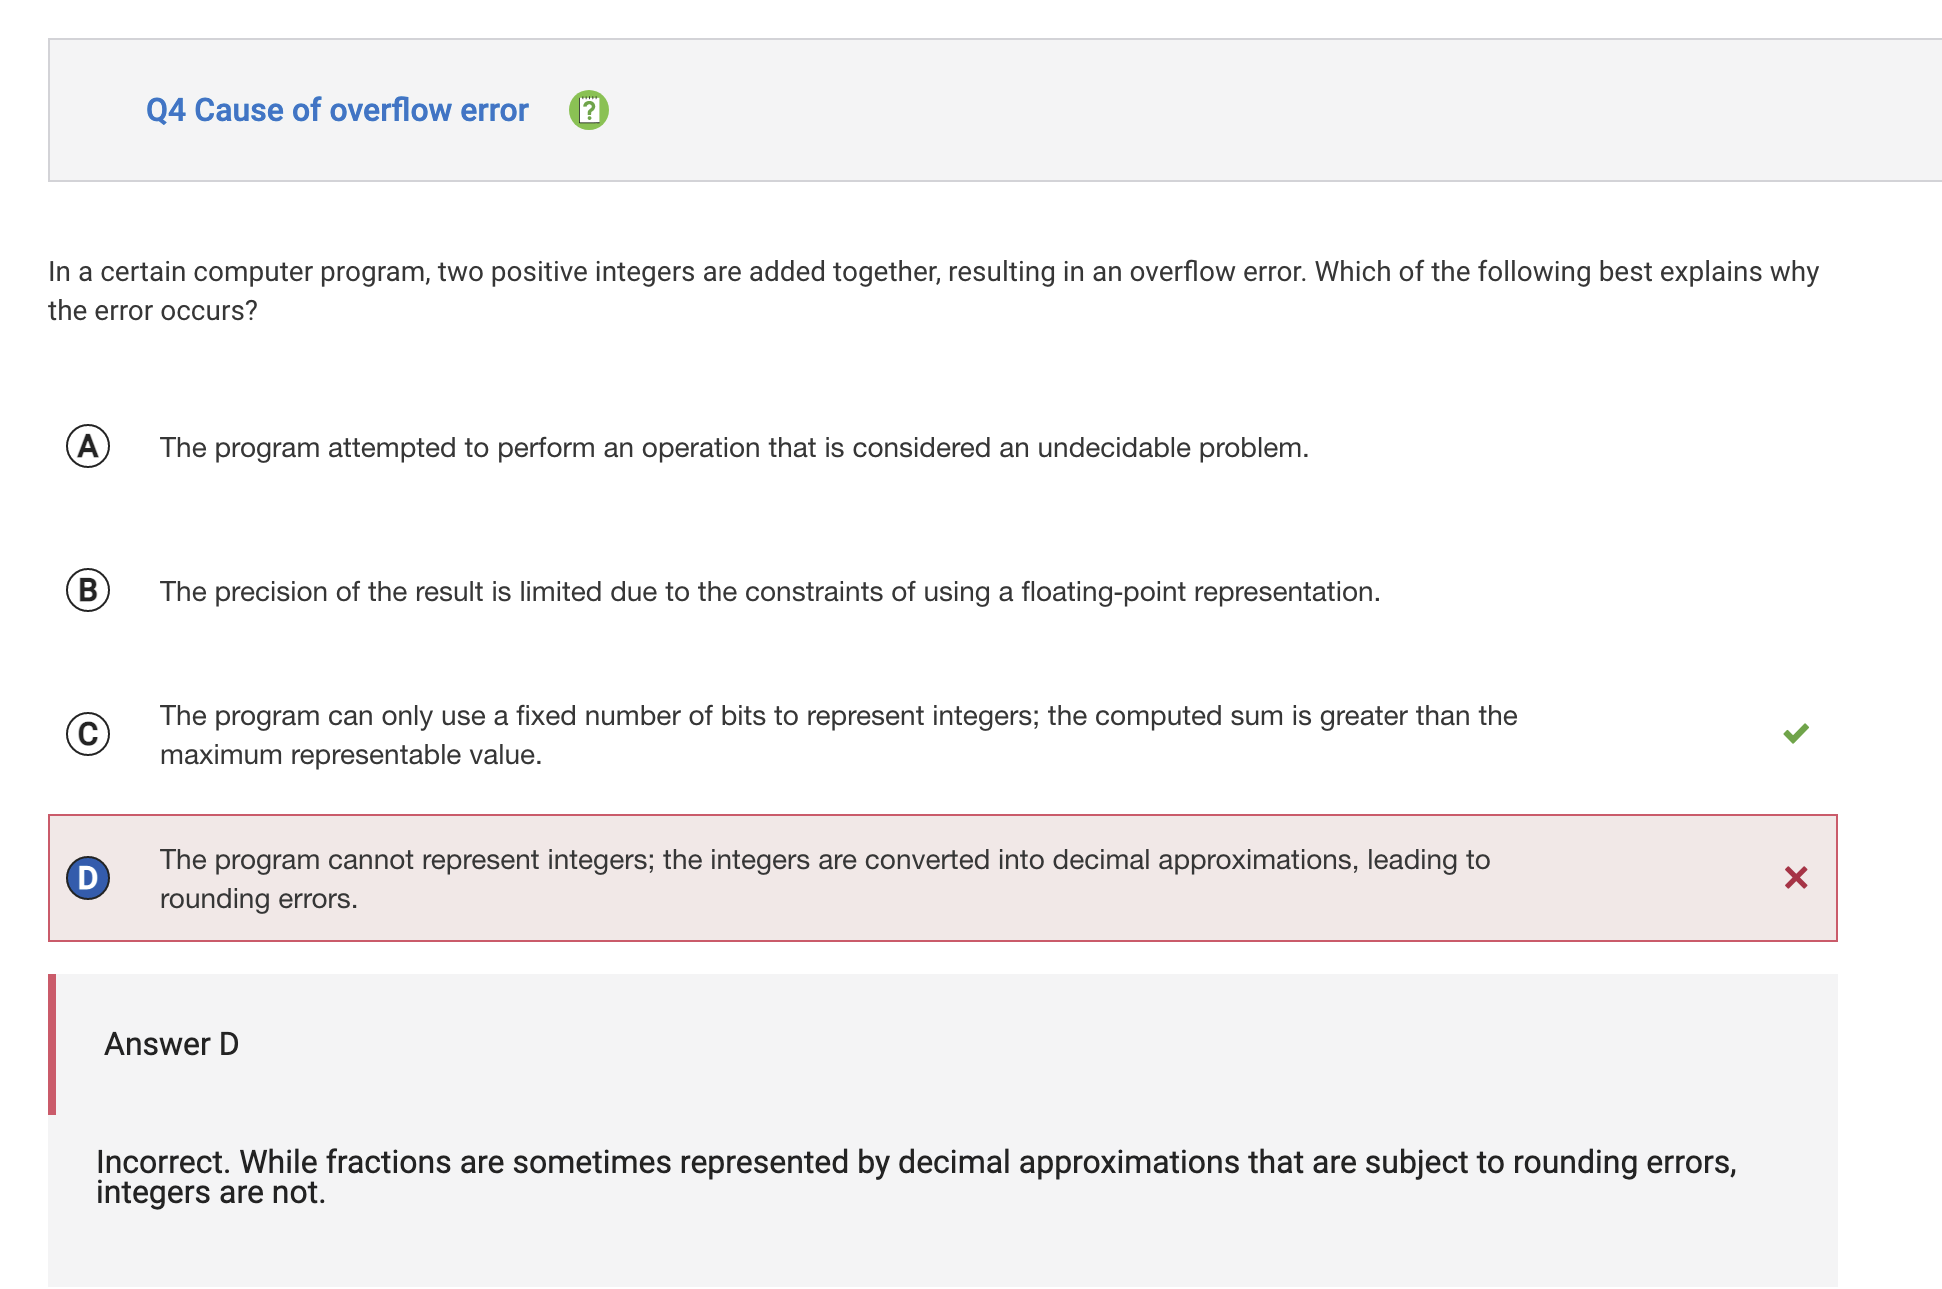 Q4 Cause of overflow error
?
In a certain computer program, two positive integers are added together, resulting in an overflow error. Which of the following best explains why
the error occurs?
A The program attempted to perform an operation that is considered an undecidable problem.
B The precision of the result is limited due to the constraints of using a floating-point representation.
C The program can only use a fixed number of bits to represent integers; the computed sum is greater than the
maximum representable value.
D The program cannot represent integers; the integers are converted into decimal approximations, leading to
rounding errors.
Answer D
Incorrect. While fractions are sometimes represented by decimal approximations that are subject to rounding errors,
integers are not.